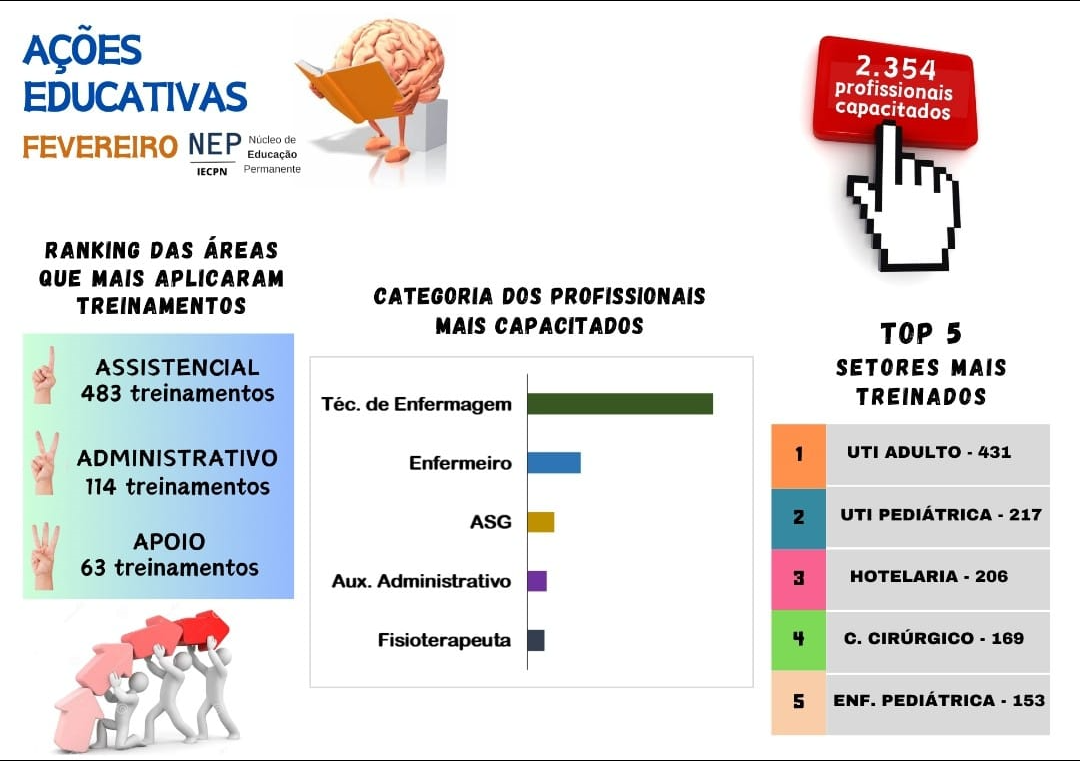 AÇÕES
EDUCATIVAS
FEVEREIRO
NEP
IECPN
Núcleo de
Educação
Permanente
2.354
profissionais
capacitados
RANKING DAS ÁREAS
QUE MAIS APLICARAM
TREINAMENTOS
ASSISTENCIAL
483 treinamentos
ADMINISTRATIVO
114 treinamentos
APOIO
63 treinamentos
CATEGORIA DOS PROFISSIONAIS
MAIS CAPACITADOS
Téc. de Enfermagem
Enfermeiro
ASG
Aux. Administrativo
Fisioterapeuta
TOP 5
SETORES MAIS
TREINADOS
1 UTI ADULTO - 431
2 UTI PEDIÁTRICA - 217
3 HOTELARIA - 206
4 C. CIRÚRGICO - 169
5 ENF. PEDIÁTRICA - 153